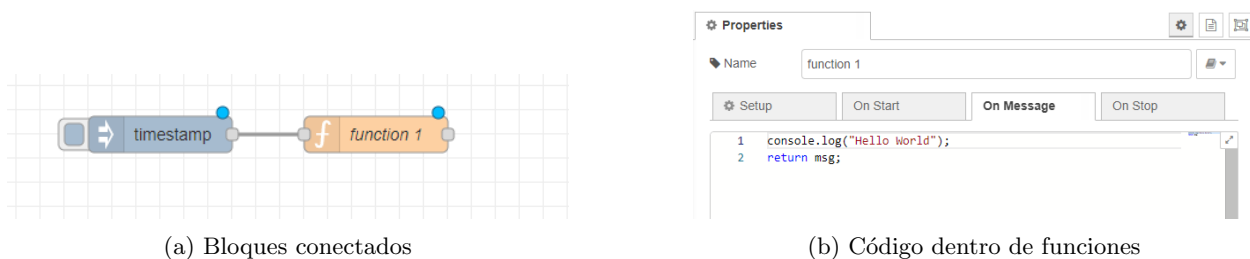 timestamp
f function 1
(a) Bloques conectados
Properties
Name function 1
Setup On Start On Message On Stop
1 console.log("Hello World");
2 return msg;
(b) Código dentro de funciones